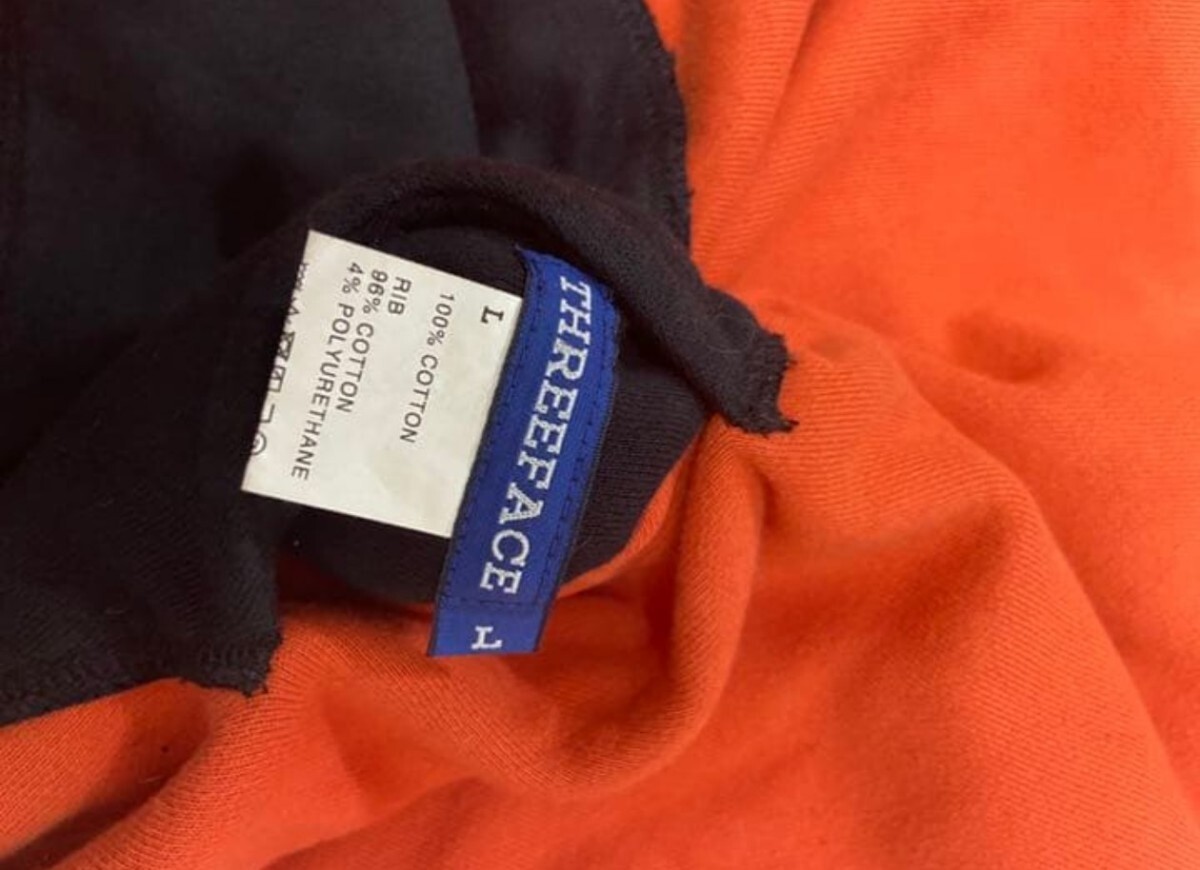 THREEFACE
L
L
100% COTTON
RIB
96% COTTON
4% POLYURETHANE